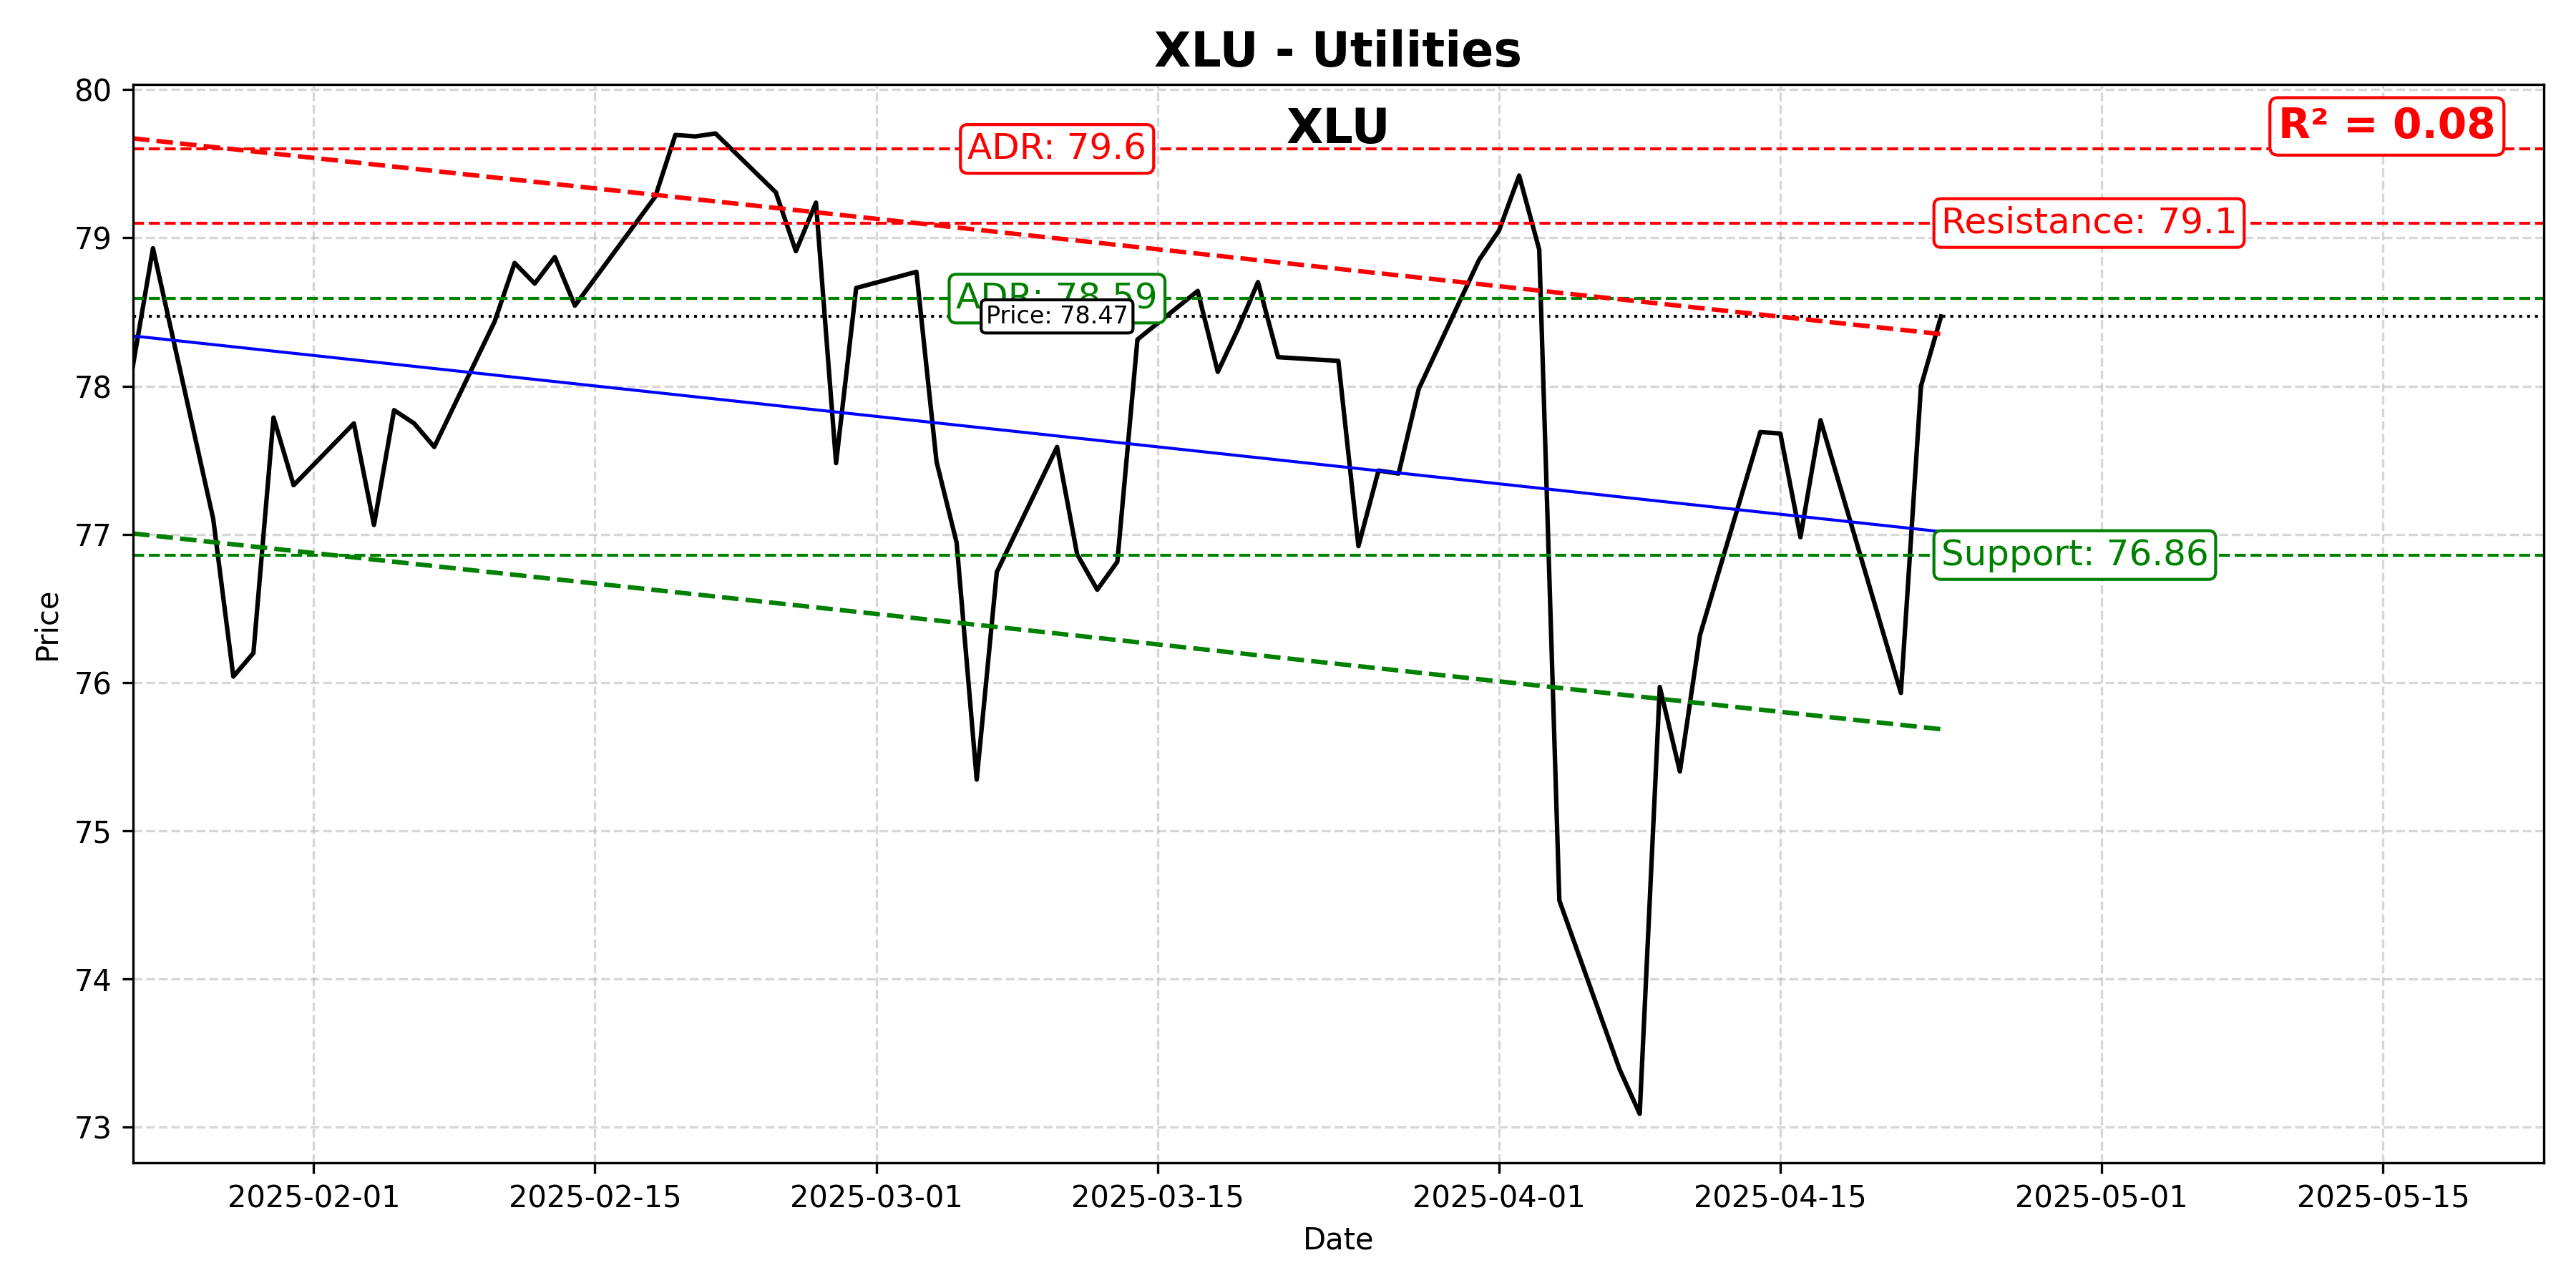 XLU - Utilities
XLU
R² = 0.08
ADR: 79.6
Resistance: 79.1
ADR: 78.59
Price: 78.47
Support: 76.86
Price
80
79
78
77
76
75
74
73
2025-02-01
2025-02-15
2025-03-01
2025-03-15
2025-04-01
2025-04-15
2025-05-01
2025-05-15
Date